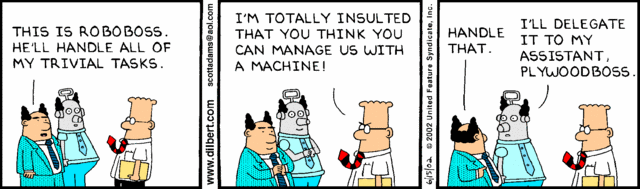 THIS IS ROBOBOSS.
HE'LL HANDLE ALL OF
MY TRIVIAL TASKS.
www.dilbert.com
scottadams@aol.com
I'M TOTALLY INSULTED
THAT YOU THINK YOU
CAN MANAGE US WITH
A MACHINE!
6/5/02 © 2002 United Feature Syndicate, Inc.
HANDLE
THAT.
I'LL DELEGATE
IT TO MY
ASSISTANT,
PLYWOODBOSS.